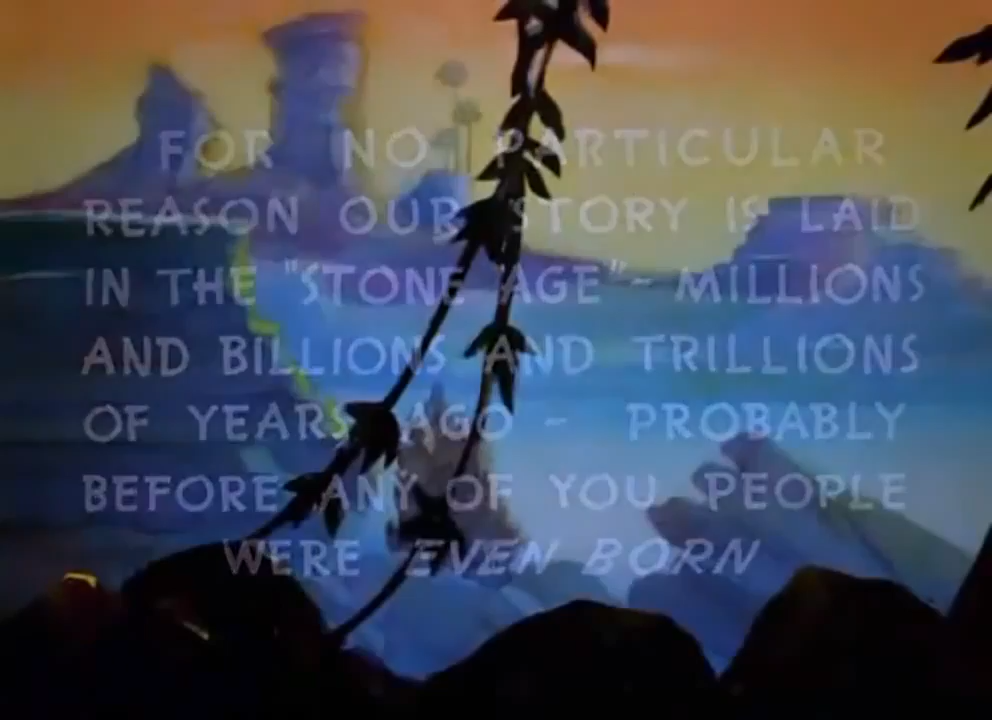 FOR NO PARTICULAR
REASON OUR STORY IS LAID
IN THE "STONE AGE"- MILLIONS
AND BILLIONS AND TRILLIONS
OF YEARS AGO - PROBABLY
BEFORE ANY OF YOU PEOPLE
WERE EVEN BORN